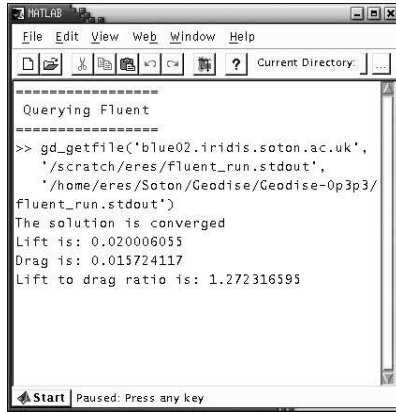 MATLAB
File Edit View Web Window Help
? Current Directory: ...
==================
Querying Fluent
==================
>> gd_getfile('blue02.iridis.soton.ac.uk',
'/scratch/eres/fluent_run.stdout',
'/home/eres/Soton/Geodise/Geodise-0p3p3/
fluent_run.stdout')
The solution is converged
Lift is: 0.020006055
Drag is: 0.015724117
Lift to drag ratio is: 1.272316595
Start Paused: Press any key